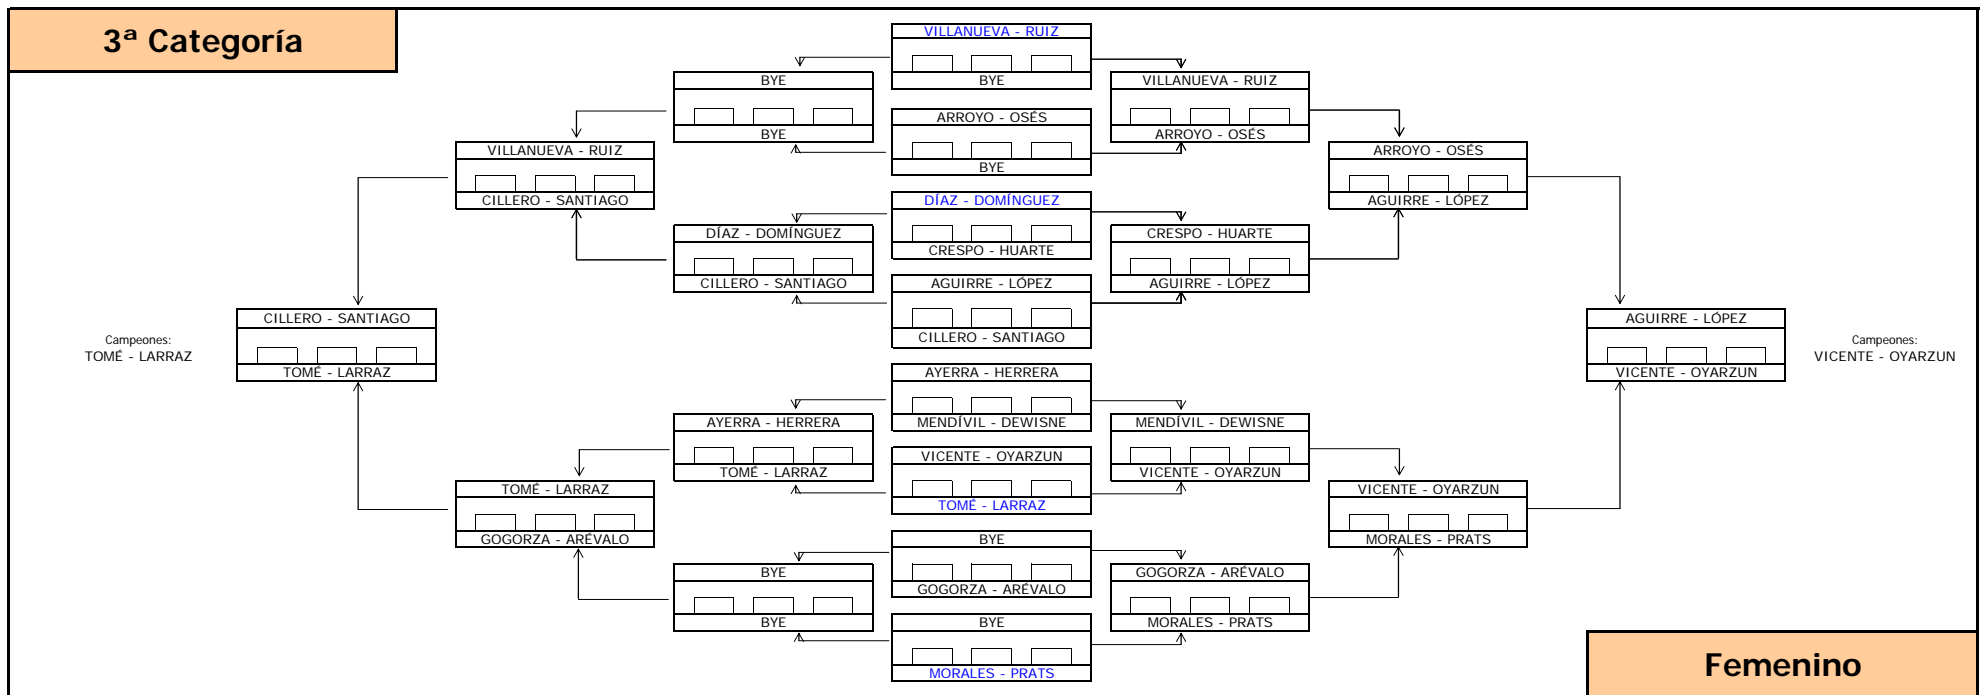 3ª Categoría
VILLANUEVA - RUIZ
BYE
BYE
BYE
VILLANUEVA - RUIZ
ARROYO - OSÉS
ARROYO - OSÉS
BYE
VILLANUEVA - RUIZ
CILLERO - SANTIAGO
ARROYO - OSÉS
AGUIRRE - LÓPEZ
DÍAZ - DOMÍNGUEZ
CRESPO - HUARTE
DÍAZ - DOMÍNGUEZ
CILLERO - SANTIAGO
CRESPO - HUARTE
AGUIRRE - LÓPEZ
AGUIRRE - LÓPEZ
CILLERO - SANTIAGO
Campeones:
TOMÉ - LARRAZ
CILLERO - SANTIAGO
TOMÉ - LARRAZ
AGUIRRE - LÓPEZ
VICENTE - OYARZUN
Campeones:
VICENTE - OYARZUN
AYERRA - HERRERA
MENDÍVIL - DEWISNE
AYERRA - HERRERA
TOMÉ - LARRAZ
MENDÍVIL - DEWISNE
VICENTE - OYARZUN
VICENTE - OYARZUN
TOMÉ - LARRAZ
TOMÉ - LARRAZ
GOGORZA - ARÉVALO
VICENTE - OYARZUN
MORALES - PRATS
BYE
GOGORZA - ARÉVALO
BYE
BYE
GOGORZA - ARÉVALO
MORALES - PRATS
BYE
MORALES - PRATS
Femenino